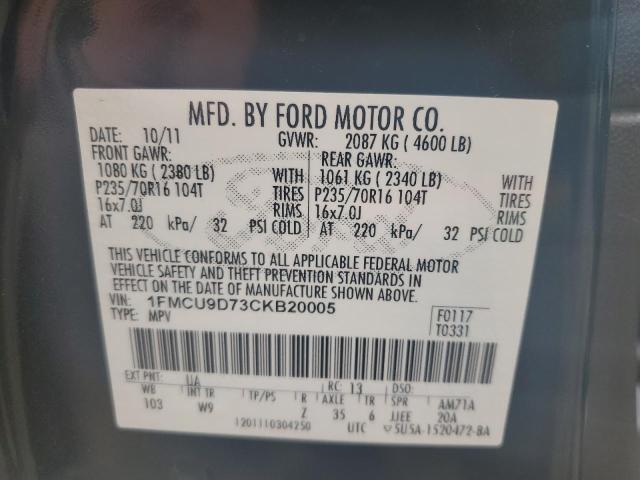 MFD. BY FORD MOTOR CO.
DATE: 10/11 GVWR: 2087 KG ( 4600 LB)
FRONT GAWR: REAR GAWR:
1080 KG ( 2380 LB) WITH 1061 KG ( 2340 LB) WITH
P235/70R16 104T TIRES P235/70R16 104T TIRES
16x7.0J RIMS 16x7.0J RIMS
AT 220 kPa/ 32 PSI COLD AT 220 kPa/ 32 PSI COLD
THIS VEHICLE CONFORMS TO ALL APPLICABLE FEDERAL MOTOR
VEHICLE SAFETY AND THEFT PREVENTION STANDARDS IN
EFFECT ON THE DATE OF MANUFACTURE SHOWN ABOVE.
VIN: 1FMCU9D73CKB20005 F0117
TYPE: MPV T0331
EXT PNT: UA RC: 13 DSO:
WB INT TR TP/PS R AXLE TR SPR AM71A
103 W9 Z 35 6 JJEE 20A
1201110304250 UTC 5U5A-1520472-BA